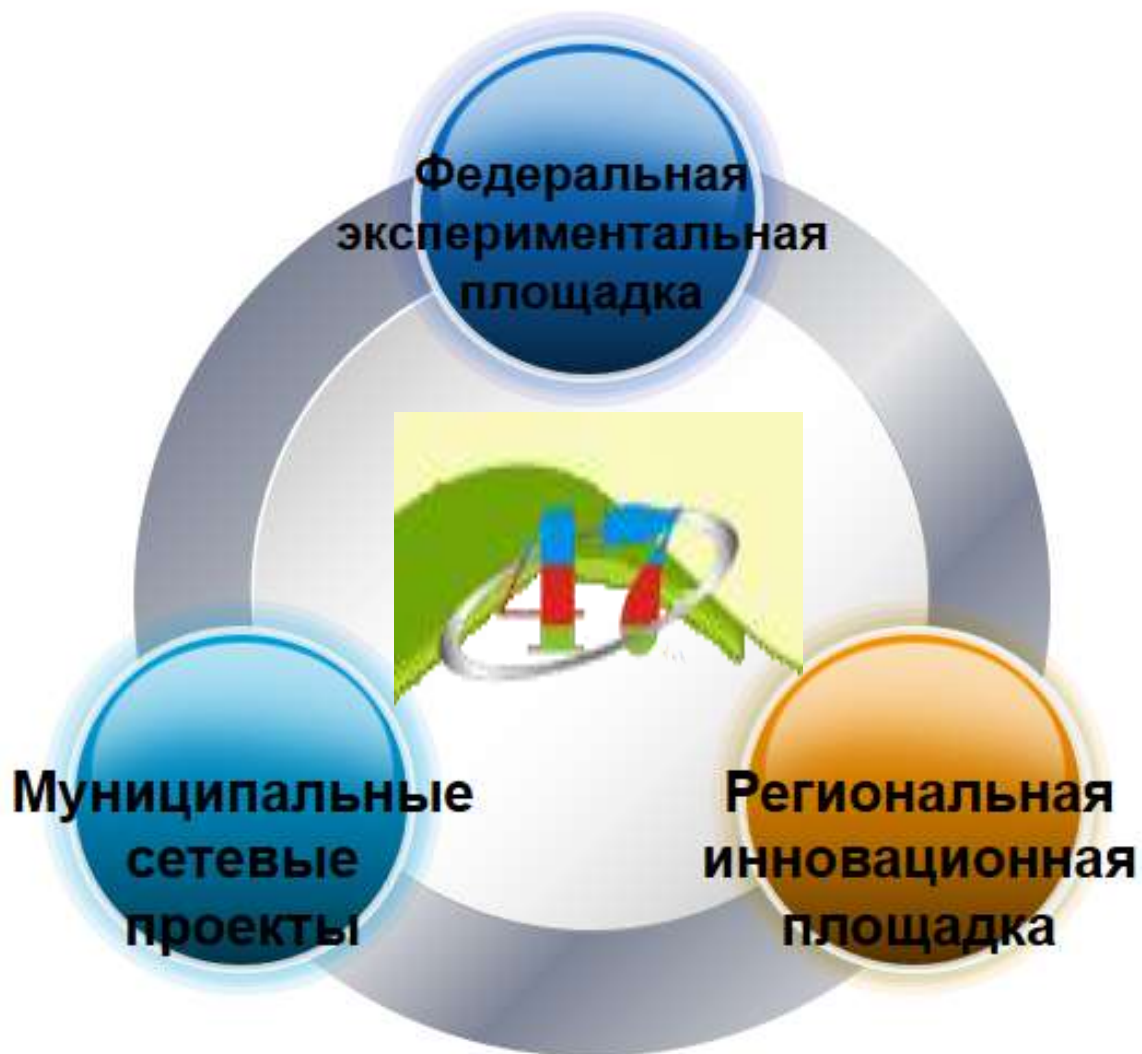 Федеральная
экспериментальная
площадка
47
Муниципальные
сетевые
проекты
Региональная
инновационная
площадка